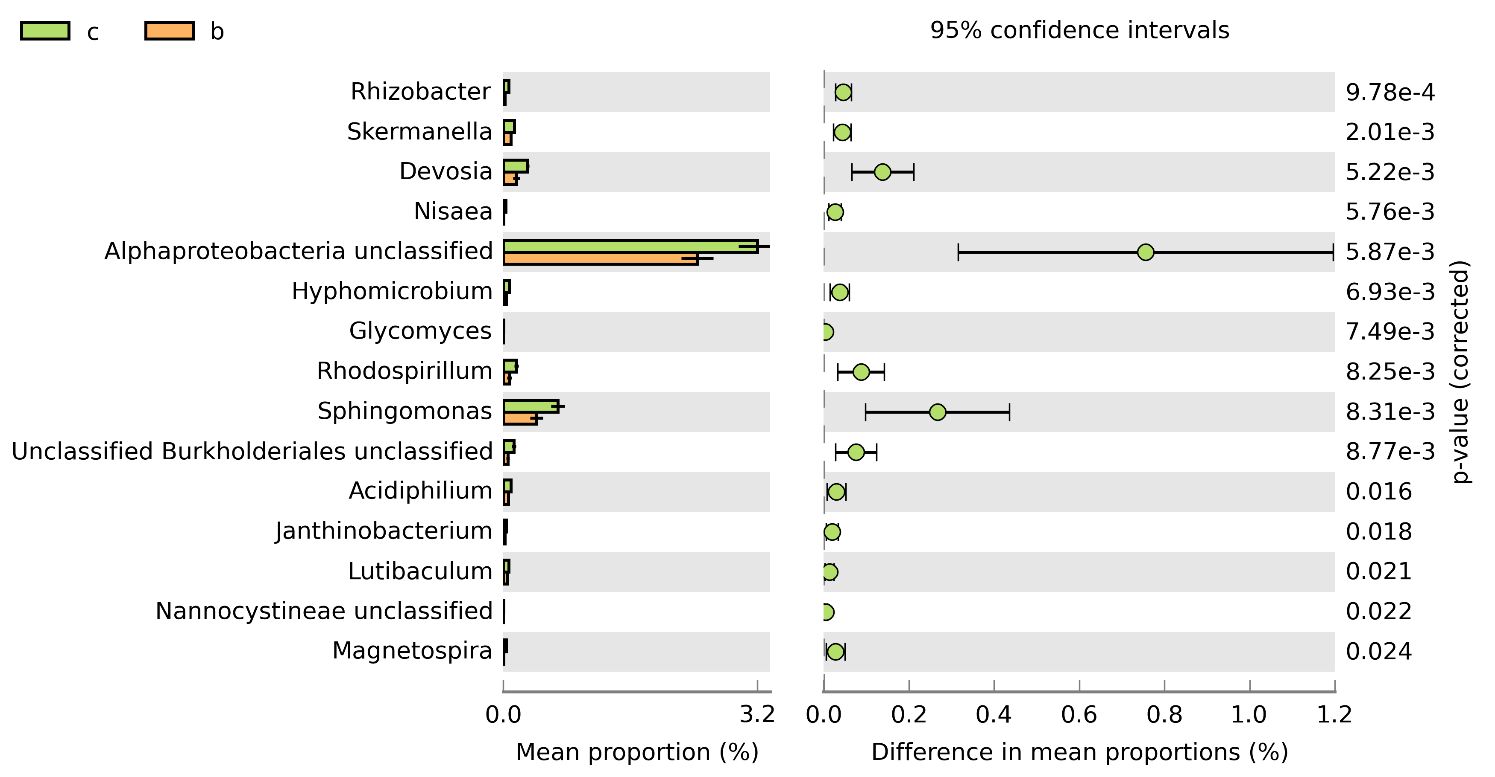 c b 95% confidence intervals
Rhizobacter 9.78e-4
Skermanella 2.01e-3
Devosia 5.22e-3
Nisaea 5.76e-3
Alphaproteobacteria unclassified 5.87e-3
Hyphomicrobium 6.93e-3
Glycomyces 7.49e-3
Rhodospirillum 8.25e-3
Sphingomonas 8.31e-3
Unclassified Burkholderiales unclassified 8.77e-3
Acidiphilium 0.016
Janthinobacterium 0.018
Lutibaculum 0.021
Nannocystineae unclassified 0.022
Magnetospira 0.024
p-value (corrected)
0.0 3.2 0.0 0.2 0.4 0.6 0.8 1.0 1.2
Mean proportion (%) Difference in mean proportions (%)